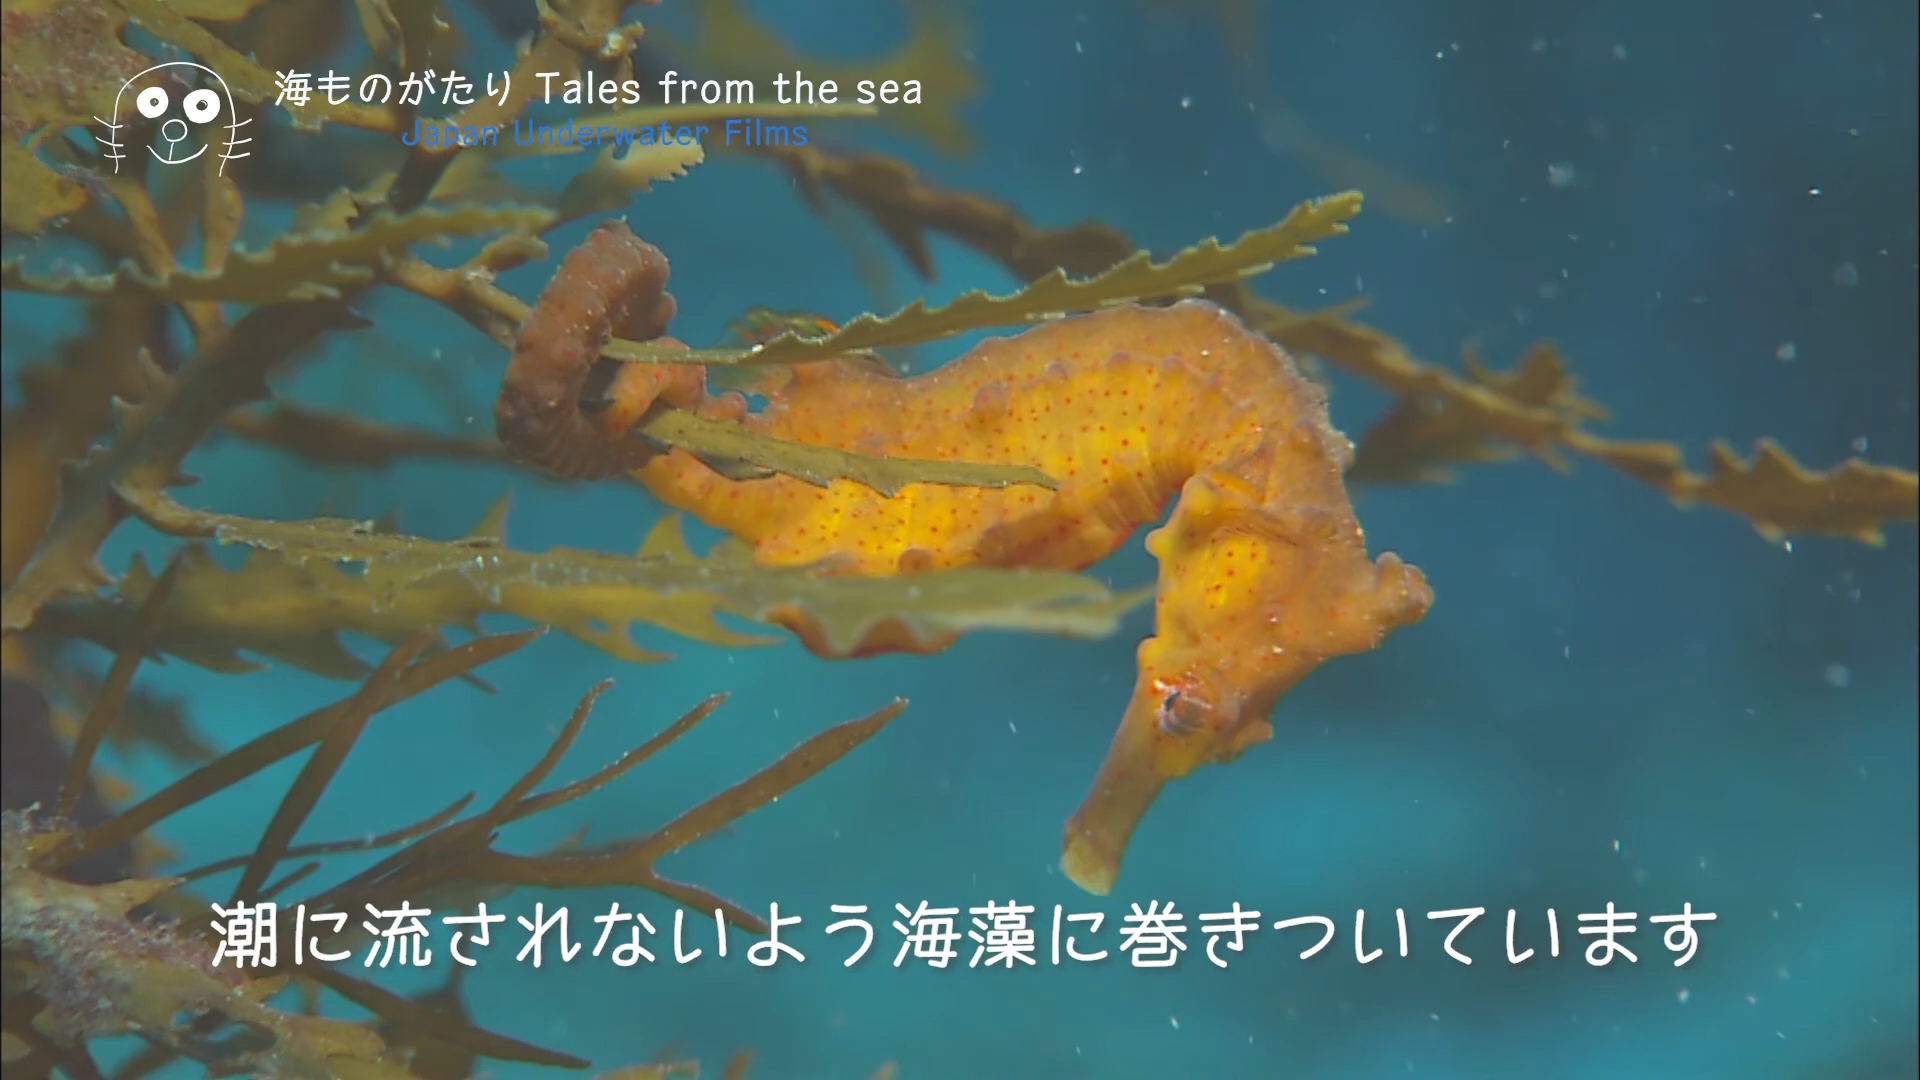 海ものがたり Tales from the sea
Japan Underwater Films
潮に流されないよう海藻に巻きついています